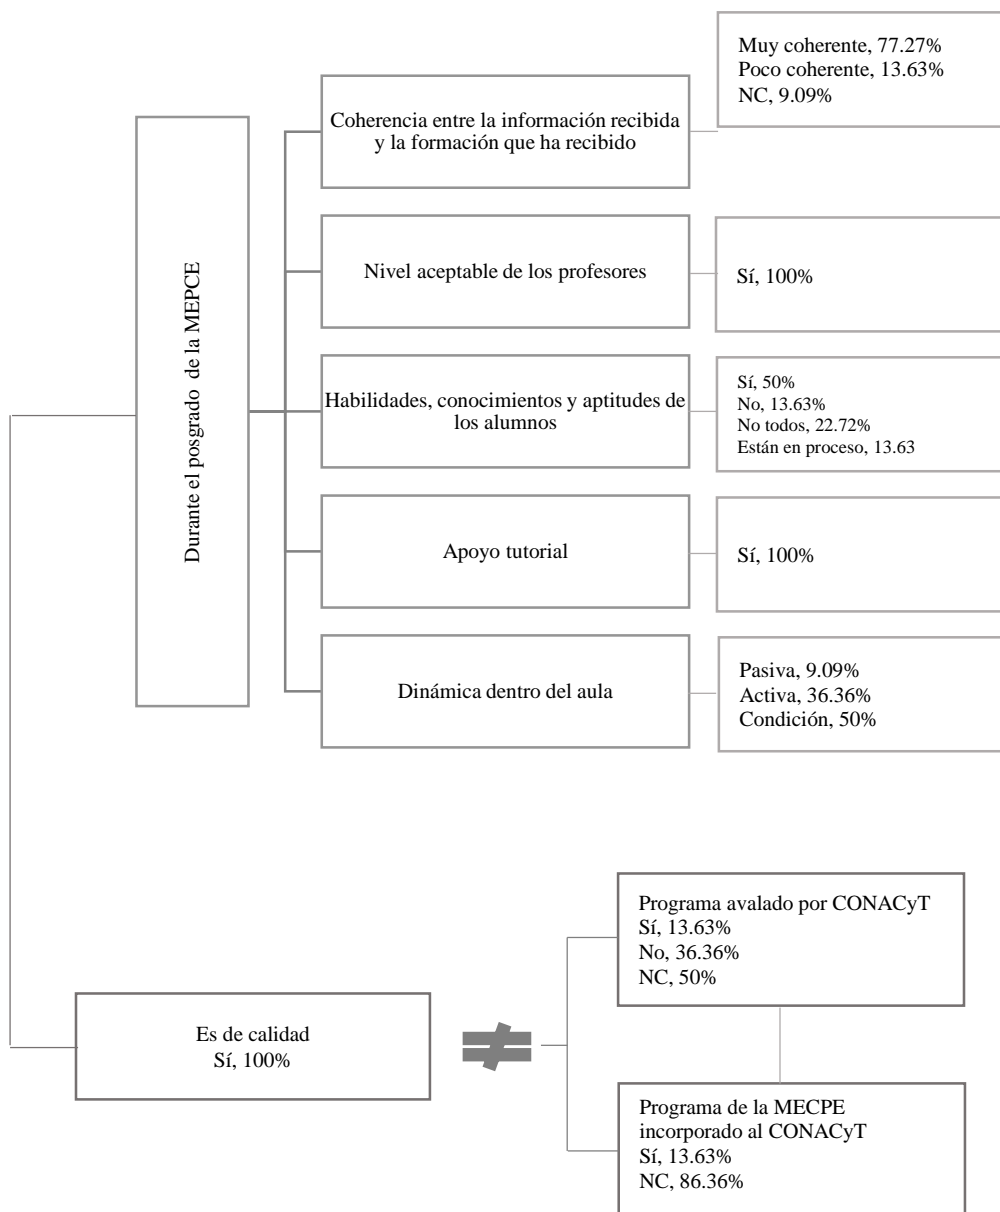 Durante el posgrado de la MEPCE
Coherencia entre la información recibida
y la formación que ha recibido
Muy coherente, 77.27%
Poco coherente, 13.63%
NC, 9.09%
Nivel aceptable de los profesores
Sí, 100%
Habilidades, conocimientos y aptitudes de
los alumnos
Sí, 50%
No, 13.63%
No todos, 22.72%
Están en proceso, 13.63
Apoyo tutorial
Sí, 100%
Dinámica dentro del aula
Pasiva, 9.09%
Activa, 36.36%
Condición, 50%
Es de calidad
Sí, 100%
Programa avalado por CONACyT
Sí, 13.63%
No, 36.36%
NC, 50%
Programa de la MECPE
incorporado al CONACyT
Sí, 13.63%
NC, 86.36%